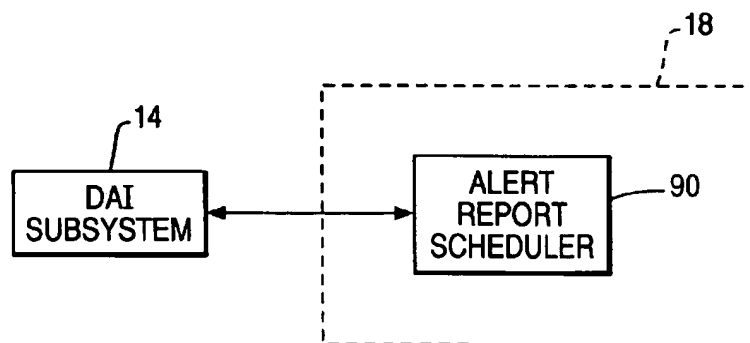 18
14
DAI
SUBSYSTEM
ALERT
REPORT
SCHEDULER
90